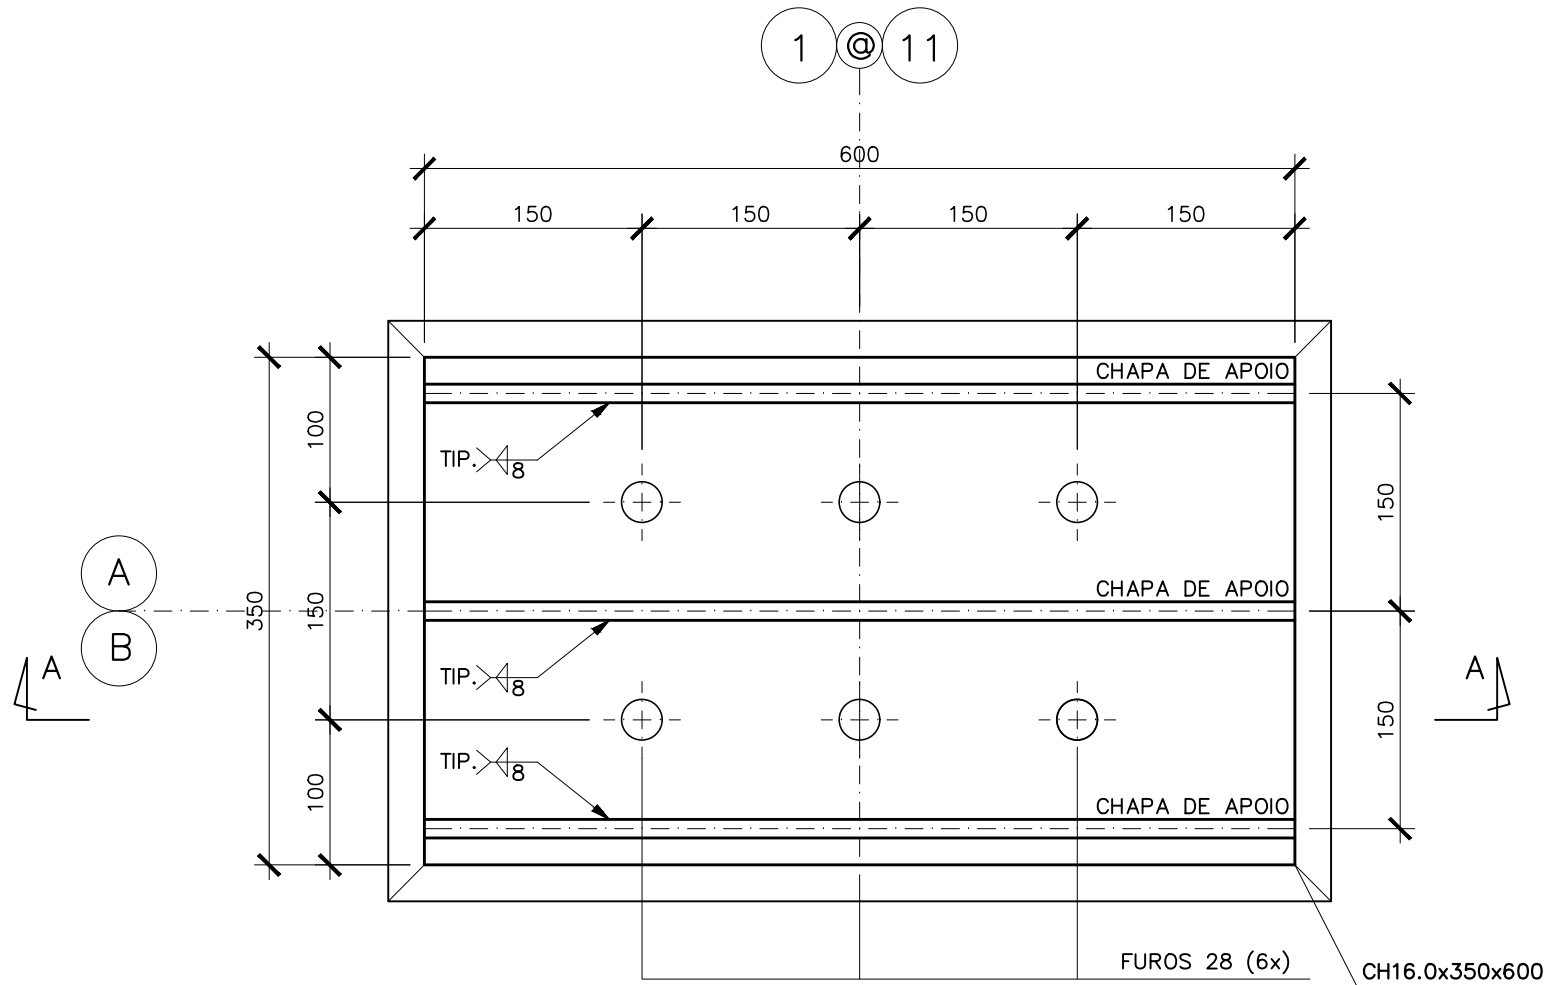 1 @ 11
600
150 150 150 150
CHAPA DE APOIO
100
TIP. 8
150
A
CHAPA DE APOIO
350
150
B
A
TIP. 8
A
150
TIP. 8
100
CHAPA DE APOIO
FUROS 28 (6x)
CH16.0x350x600